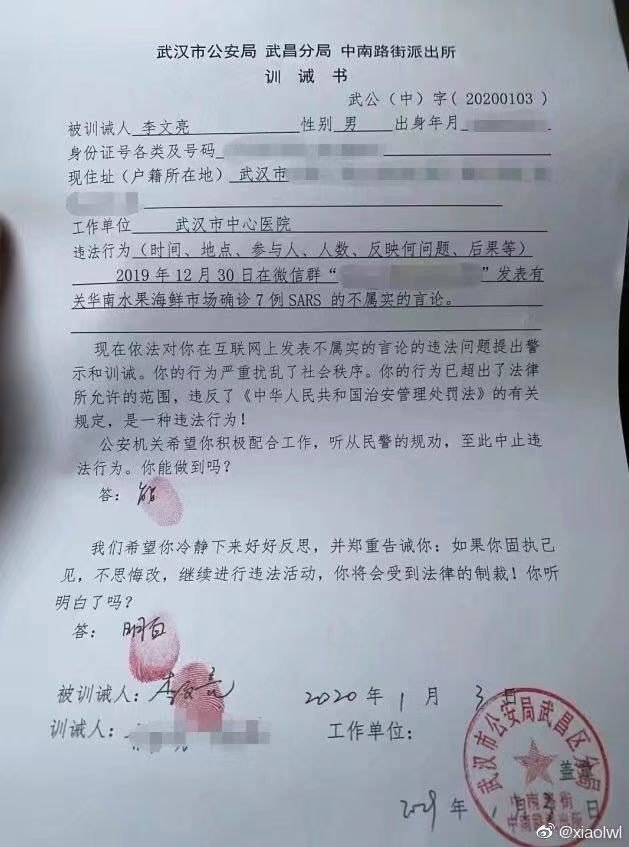 武汉市公安局 武昌分局 中南路街派出所
训 诫 书
武公（中）字（ 20200103 ）
被训诫人 李文亮 性别 男 出身年月
身份证号各类及号码
现住址（户籍所在地） 武汉市
工作单位 武汉市中心医院
违法行为（时间、地点、参与人、人数、反映何问题、后果等）
2019 年 12 月 30 日在微信群“ ”发表有
关华南水果海鲜市场确诊 7 例 SARS 的不属实的言论。
现在依法对你在互联网上发表不属实的言论的违法问题提出警
示和训诫。你的行为严重扰乱了社会秩序。你的行为已超出了法律
所允许的范围，违反了《中华人民共和国治安管理处罚法》的有关
规定，是一种违法行为！
公安机关希望你积极配合工作，听从民警的规劝，至此中止违
法行为。你能做到吗？
答：能
我们希望你冷静下来好好反思，并郑重告诫你：如果你固执己
见，不思悔改，继续进行违法活动，你将会受到法律的制裁！你听
明白了吗？
答：明白
被训诫人：李文亮 2020 年 1 月 3 日
训诫人： 工作单位：
武汉市公安局武昌区分局
盖章
中南路街
派出所
年 月 日
@xiaolwl